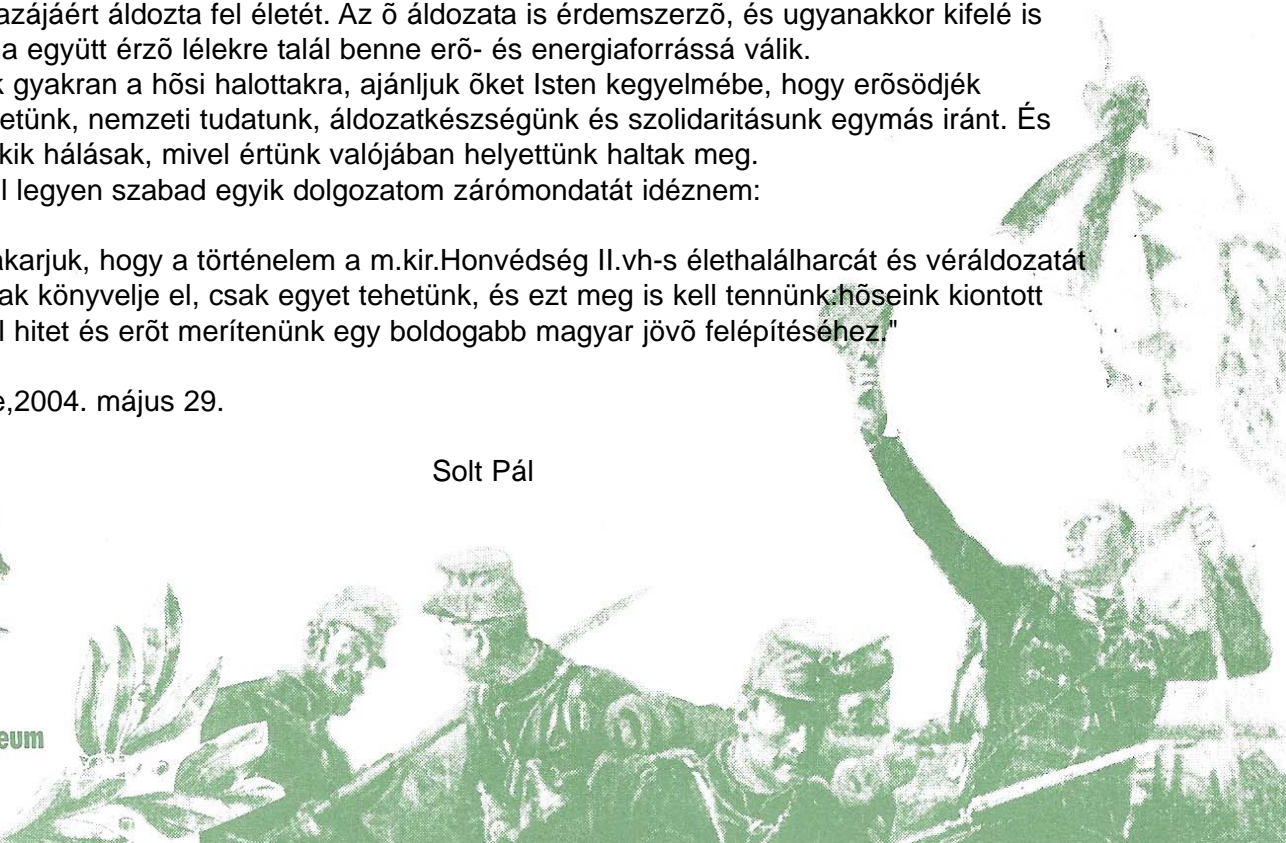 azájáért áldozta fel életét. Az õ áldozata is érdemszerzõ, és ugyanakkor kifelé is
a együtt érzõ lélekre talál benne erõ- és energiaforrássá válik.
k gyakran a hõsi halottakra, ajánljuk õket Isten kegyelmébe, hogy erõsödjék
etünk, nemzeti tudatunk, áldozatkészségünk és szolidaritásunk egymás iránt. És
kik hálásak, mivel értünk valójában helyettünk haltak meg.
l legyen szabad egyik dolgozatom zárómondatát idéznem:
akarjuk, hogy a történelem a m.kir.Honvédség II.vh-s élethalálharcát és véráldozatát
ak könyvelje el, csak egyet tehetünk, és ezt meg is kell tennünk:hõseink kiontott
l hitet és erõt merítenünk egy boldogabb magyar jövõ felépítéséhez."
e,2004. május 29.
Solt Pál
eum